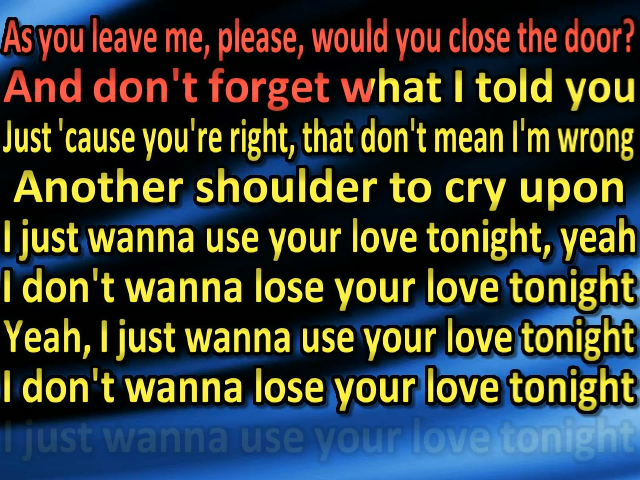 As you leave me, please, would you close the door?
And don't forget what I told you
Just 'cause you're right, that don't mean I'm wrong
Another shoulder to cry upon
I just wanna use your love tonight, yeah
I don't wanna lose your love tonight
Yeah, I just wanna use your love tonight
I don't wanna lose your love tonight
I just wanna use your love tonight